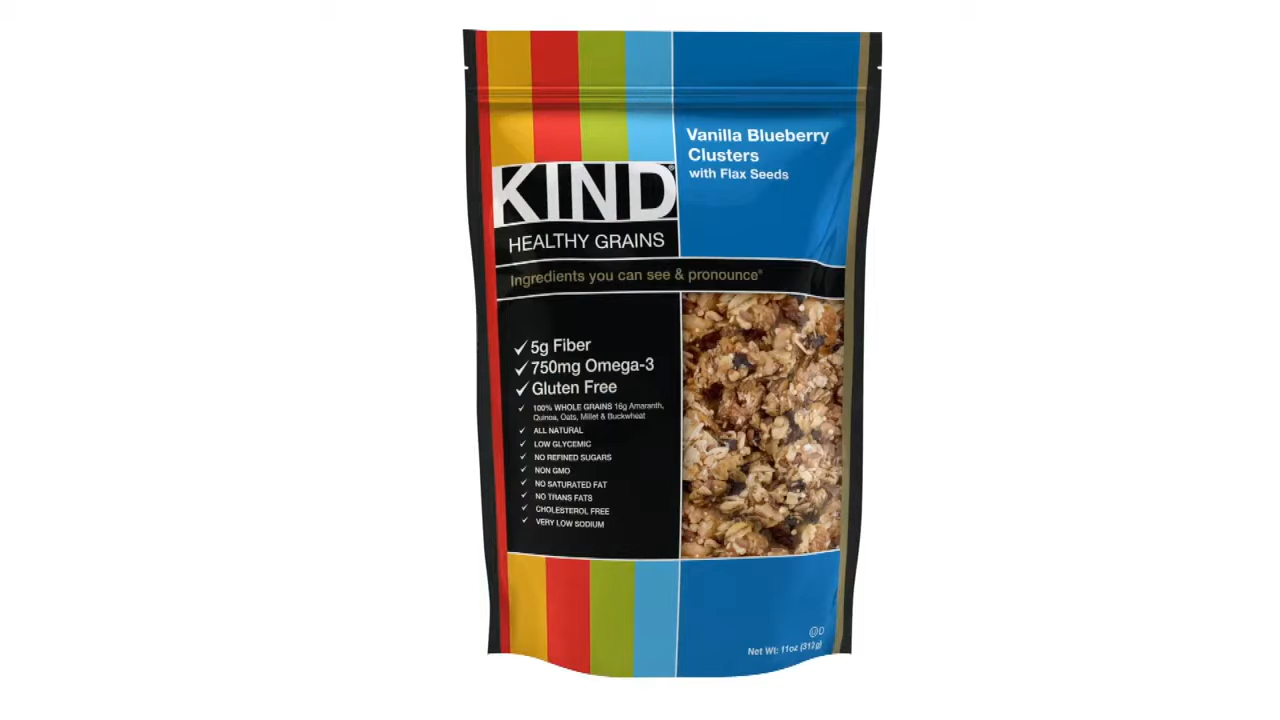 Vanilla Blueberry
Clusters
with Flax Seeds
KIND®
HEALTHY GRAINS
Ingredients you can see & pronounce®
✓ 5g Fiber
✓ 750mg Omega-3
✓ Gluten Free
✓ 100% WHOLE GRAINS 16g Amaranth,
Quinoa, Oats, Millet & Buckwheat
✓ ALL NATURAL
✓ LOW GLYCEMIC
✓ NO REFINED SUGARS
✓ NON GMO
✓ NO SATURATED FAT
✓ NO TRANS FATS
✓ CHOLESTEROL FREE
✓ VERY LOW SODIUM
ⓊD
Net Wt: 11oz (312g)